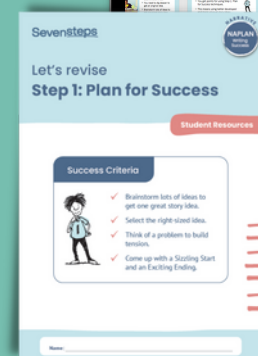 Sevensteps
NARRATIVE
NAPLAN
Writing
Success
Let's revise
Step 1: Plan for Success
Student Resources
Success Criteria
✓ Brainstorm lots of ideas to
get one great story idea.
✓ Select the right-sized idea.
✓ Think of a problem to build
tension.
✓ Come up with a Sizzling Start
and an Exciting Ending.
Name: